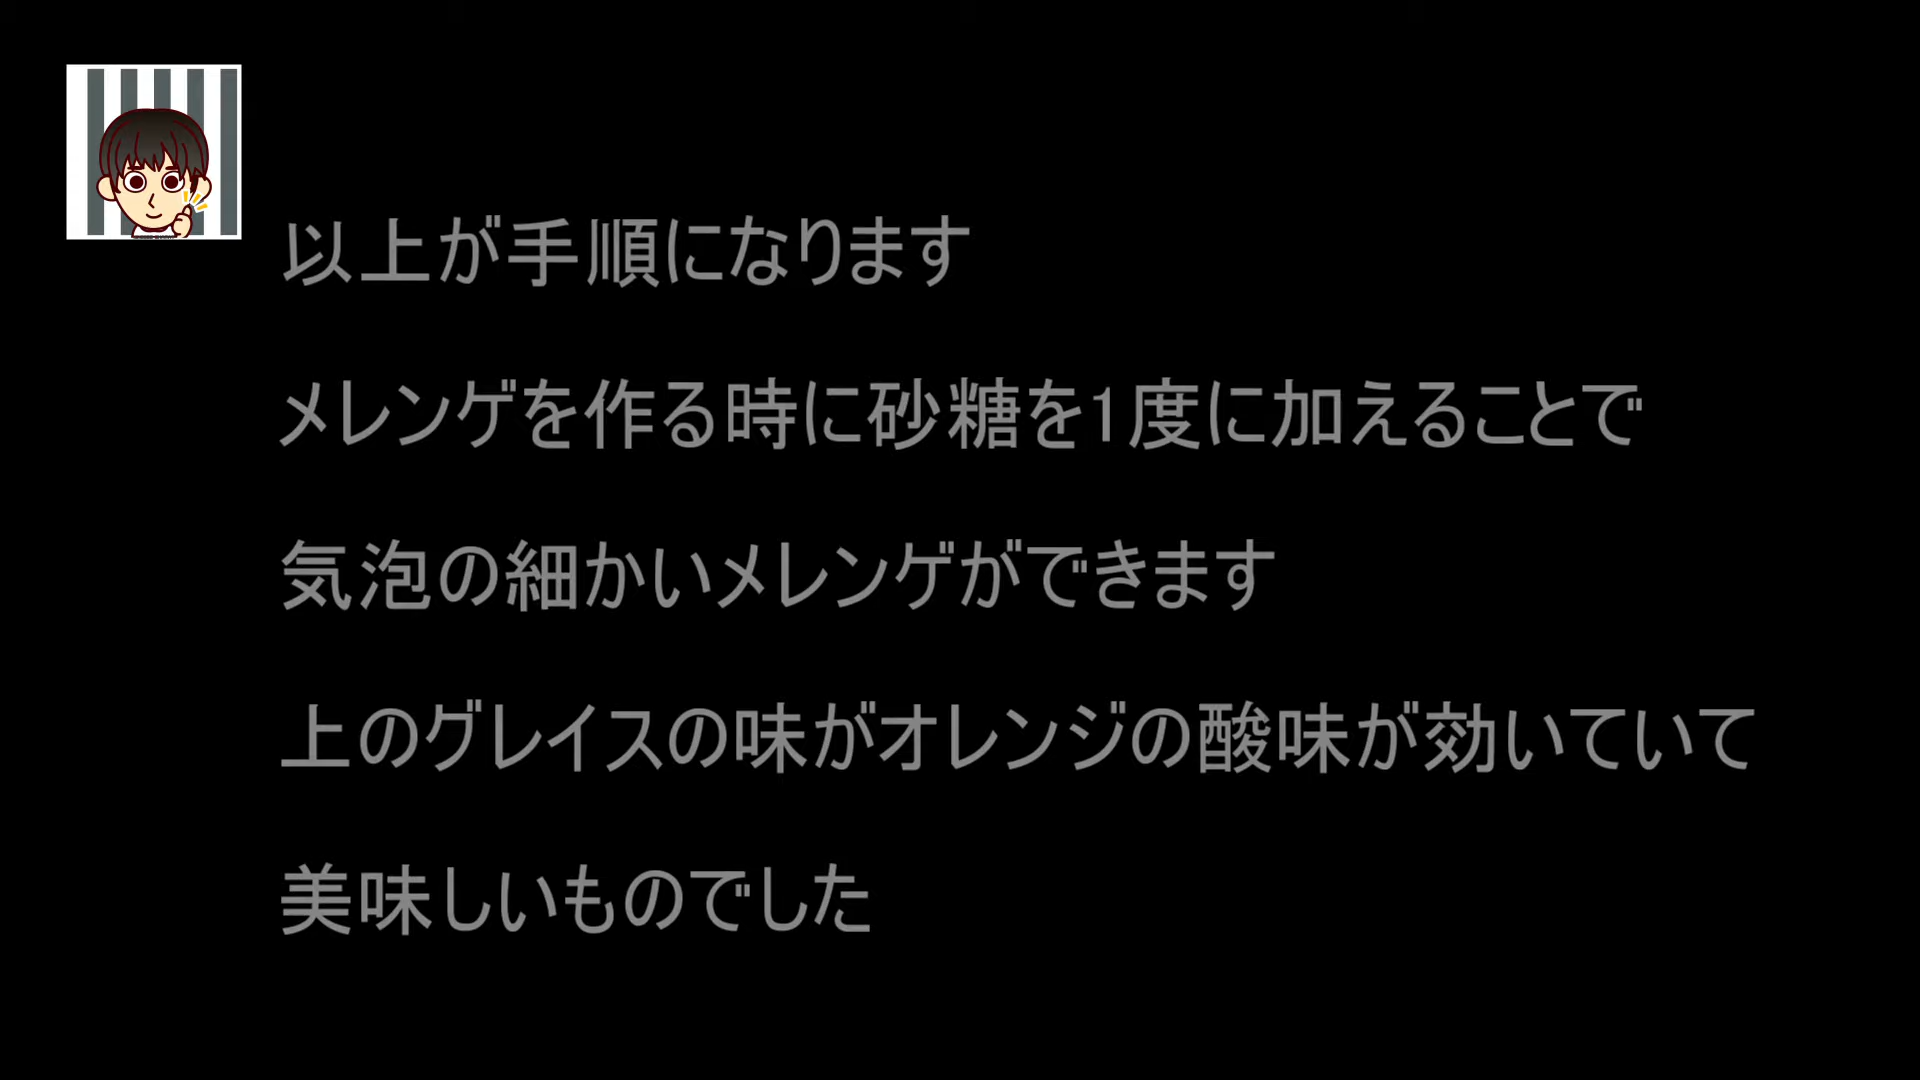 以上が手順になります
メレンゲを作る時に砂糖を1度に加えることで
気泡の細かいメレンゲができます
上のグレイスの味がオレンジの酸味が効いていて
美味しいものでした